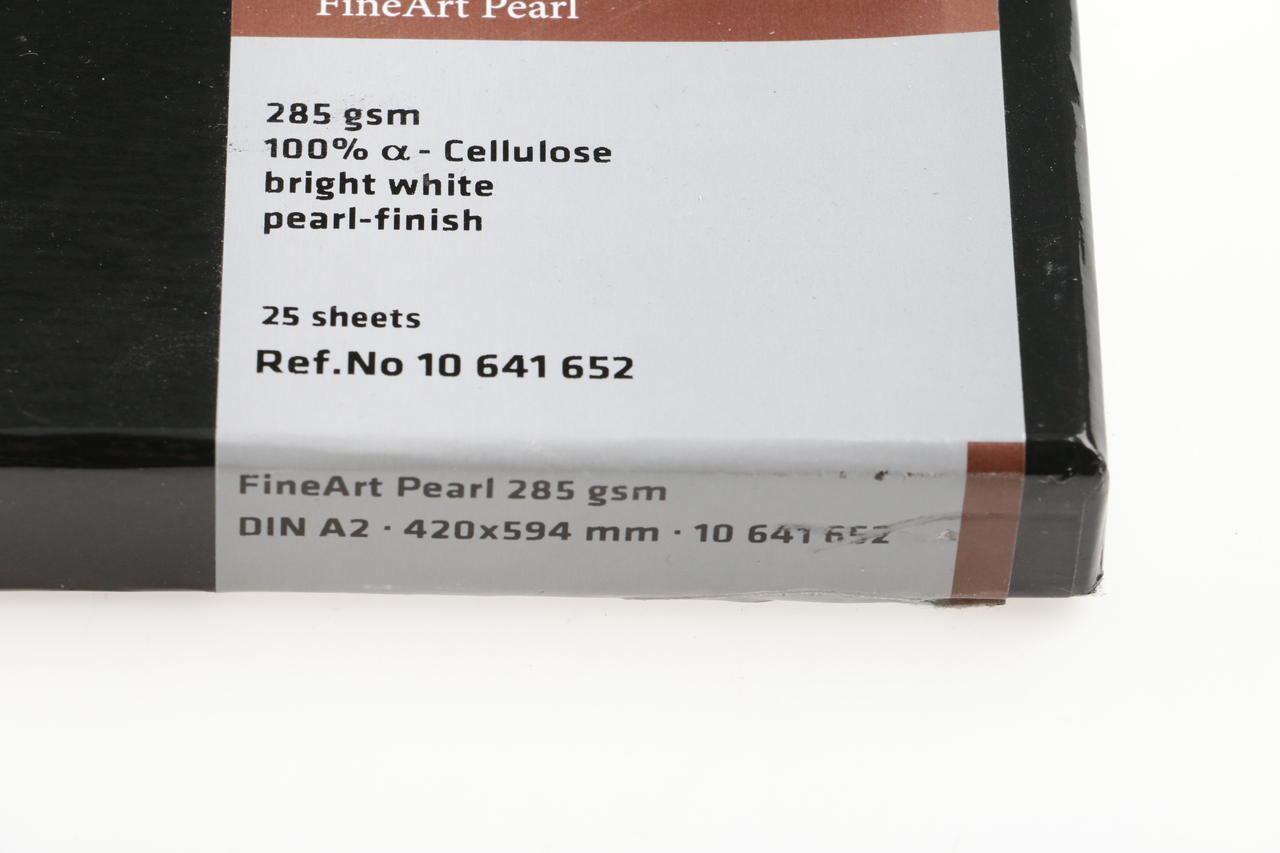 FineArt Pearl
285 gsm
100% α - Cellulose
bright white
pearl-finish
25 sheets
Ref.No 10 641 652
FineArt Pearl 285 gsm
DIN A2 · 420x594 mm · 10 641 652